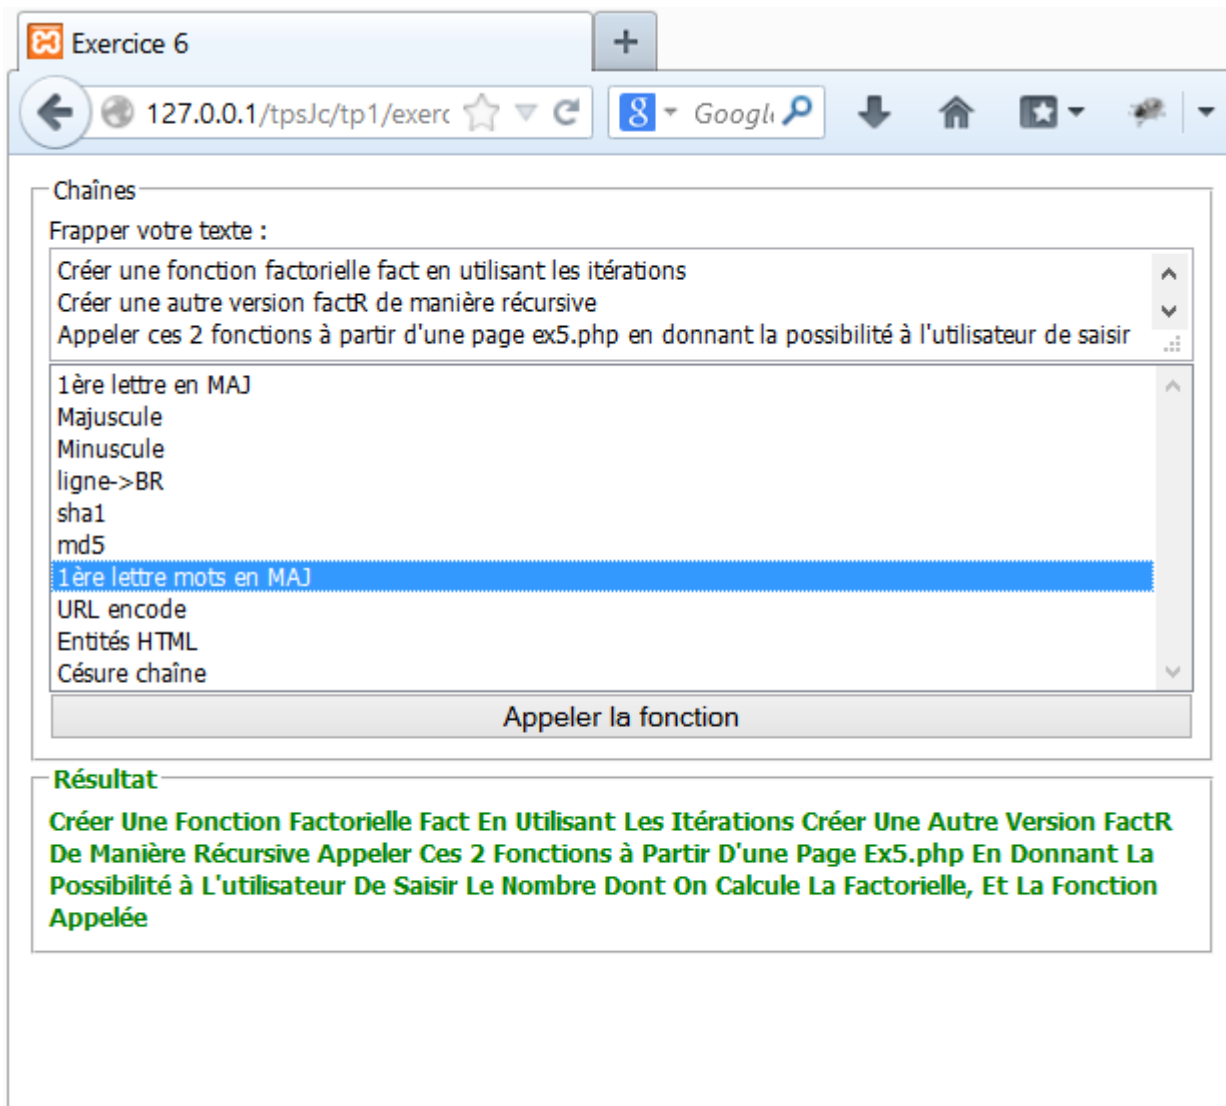 Exercice 6
127.0.0.1/tpsJc/tp1/exerc
Google
Chaînes
Frapper votre texte :
Créer une fonction factorielle fact en utilisant les itérations
Créer une autre version factR de manière récursive
Appeler ces 2 fonctions à partir d'une page ex5.php en donnant la possibilité à l'utilisateur de saisir
1ère lettre en MAJ
Majuscule
Minuscule
ligne->BR
sha1
md5
1ère lettre mots en MAJ
URL encode
Entités HTML
Césure chaîne
Appeler la fonction
Résultat
Créer Une Fonction Factorielle Fact En Utilisant Les Itérations Créer Une Autre Version FactR
De Manière Récursive Appeler Ces 2 Fonctions à Partir D'une Page Ex5.php En Donnant La
Possibilité à L'utilisateur De Saisir Le Nombre Dont On Calcule La Factorielle, Et La Fonction
Appelée